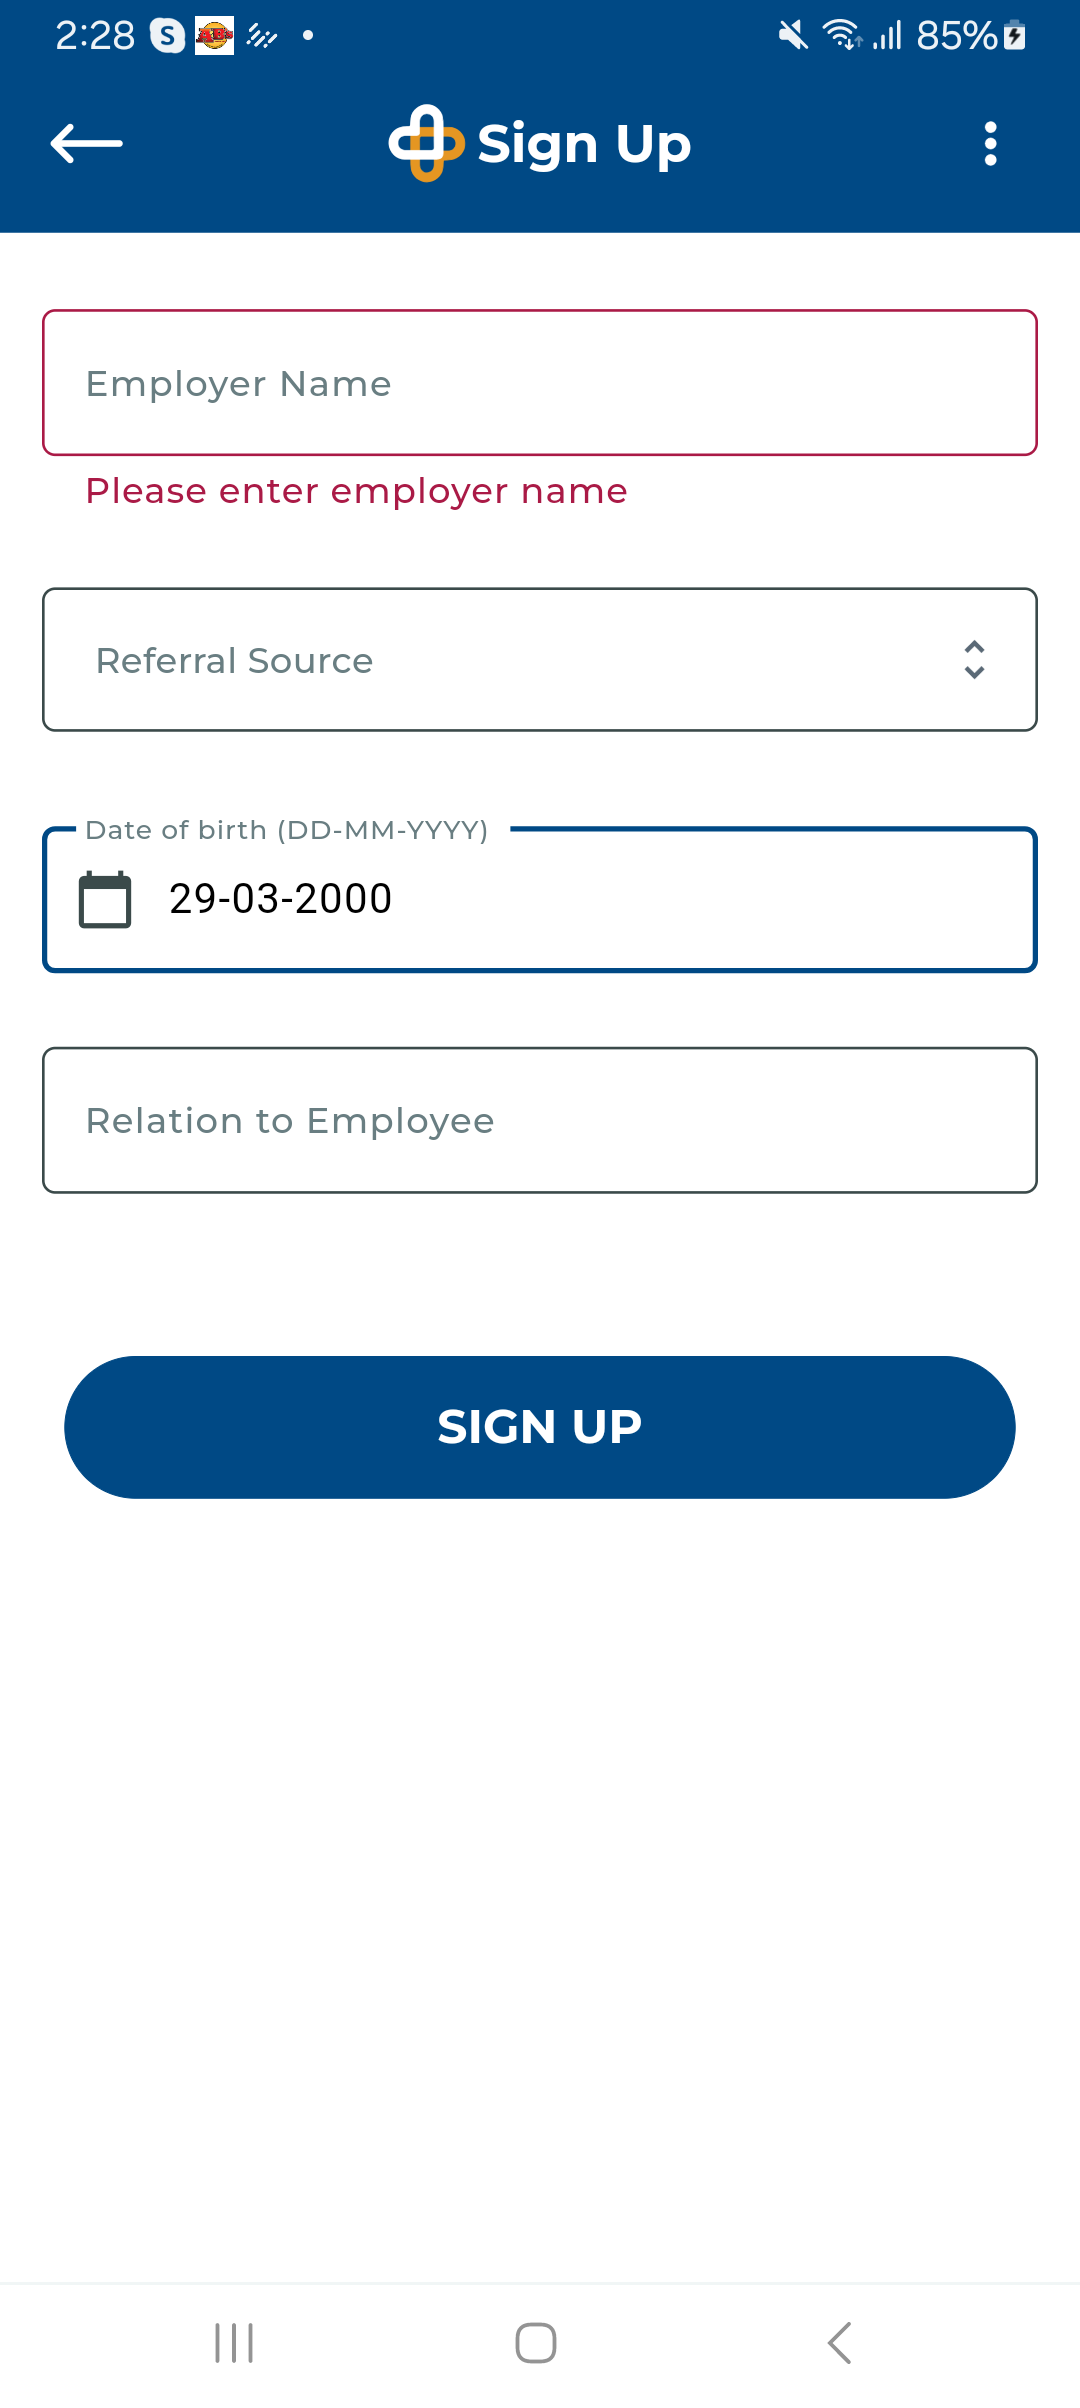 2:28 S 85%
Sign Up
Employer Name
Please enter employer name
Referral Source
Date of birth (DD-MM-YYYY)
29-03-2000
Relation to Employee
SIGN UP